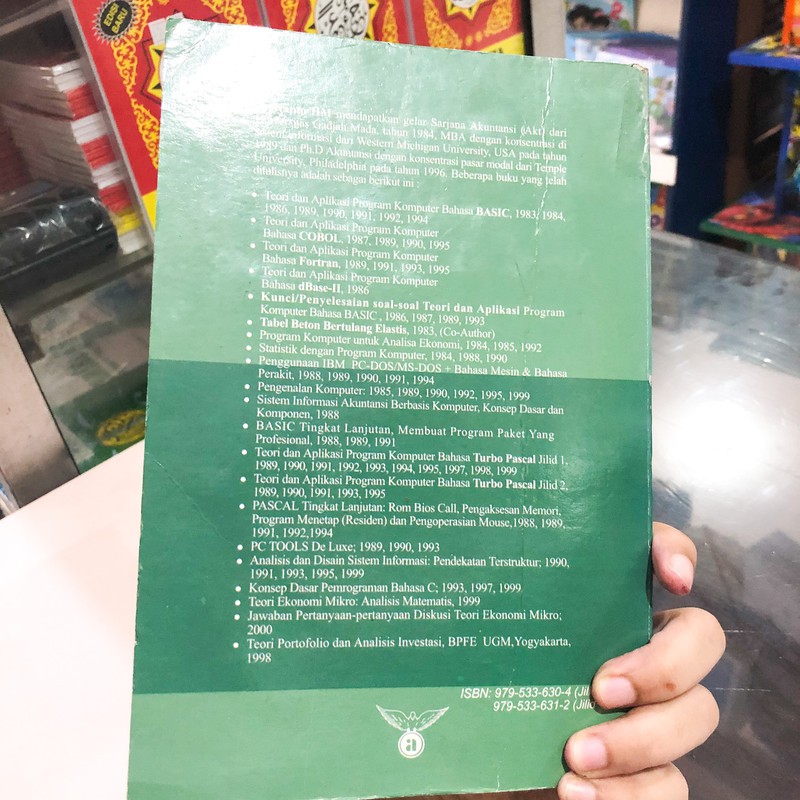 EDISI
BARU
HM mendapatkan gelar Sarjana Akuntansi (Akt) dari
Gadjah Mada, tahun 1984, MBA dengan konsentrasi di
sistem informasi dari Western Michigan University, USA pada tahun
1989 dan Ph.D Akuntansi dengan konsentrasi pasar modal dari Temple
University, Philadelphia pada tahun 1996. Beberapa buku yang telah
ditulisnya adalah sebagai berikut ini :
• Teori dan Aplikasi Program Komputer Bahasa BASIC, 1983, 1984,
1986, 1989, 1990, 1991, 1992, 1994
• Teori dan Aplikasi Program Komputer
Bahasa COBOL, 1987, 1989, 1990, 1995
• Teori dan Aplikasi Program Komputer
Bahasa Fortran, 1989, 1991, 1993, 1995
• Teori dan Aplikasi Program Komputer
Bahasa dBase-II, 1986
• Kunci/Penyelesaian soal-soal Teori dan Aplikasi Program
Komputer Bahasa BASIC , 1986, 1987, 1989, 1993
• Tabel Beton Bertulang Elastis, 1983, (Co-Author)
• Program Komputer untuk Analisa Ekonomi, 1984, 1985, 1992
• Statistik dengan Program Komputer, 1984, 1988, 1990
• Penggunaan IBM PC-DOS/MS-DOS + Bahasa Mesin & Bahasa
Perakit, 1988, 1989, 1990, 1991, 1994
• Pengenalan Komputer: 1985, 1989, 1990, 1992, 1995, 1999
• Sistem Informasi Akuntansi Berbasis Komputer, Konsep Dasar dan
Komponen, 1988
• BASIC Tingkat Lanjutan, Membuat Program Paket Yang
Profesional, 1988, 1989, 1991
• Teori dan Aplikasi Program Komputer Bahasa Turbo Pascal Jilid 1,
1989, 1990, 1991, 1992, 1993, 1994, 1995, 1997, 1998, 1999
• Teori dan Aplikasi Program Komputer Bahasa Turbo Pascal Jilid 2,
1989, 1990, 1991, 1993, 1995
• PASCAL Tingkat Lanjutan: Rom Bios Call, Pengaksesan Memori,
Program Menetap (Residen) dan Pengoperasian Mouse,1988, 1989,
1991, 1992,1994
• PC TOOLS De Luxe; 1989, 1990, 1993
• Analisis dan Disain Sistem Informasi: Pendekatan Terstruktur; 1990,
1991, 1993, 1995, 1999
• Konsep Dasar Pemrograman Bahasa C; 1993, 1997, 1999
• Teori Ekonomi Mikro: Analisis Matematis, 1999
• Jawaban Pertanyaan-pertanyaan Diskusi Teori Ekonomi Mikro;
2000
• Teori Portofolio dan Analisis Investasi, BPFE UGM,Yogyakarta,
1998
ISBN: 979-533-630-4 (Jili
979-533-631-2 (Jilid
a